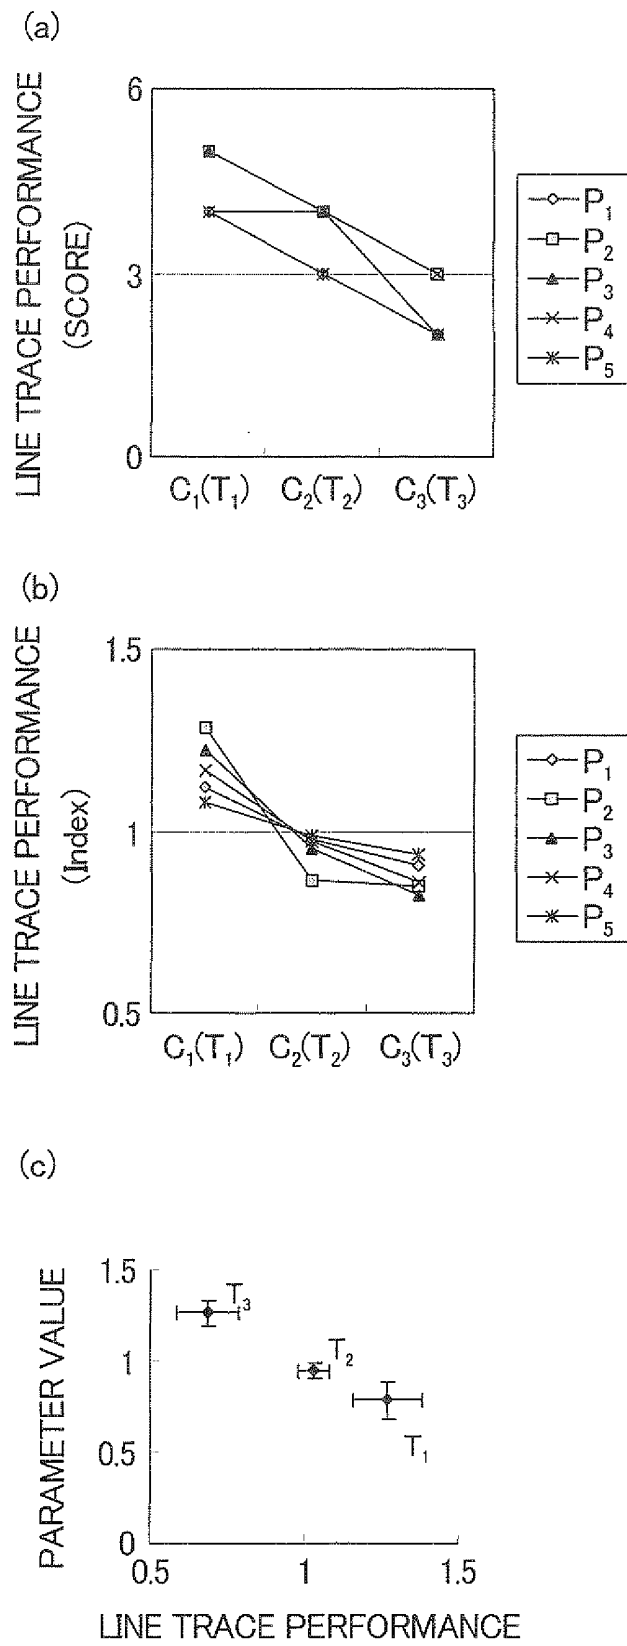 (a)
LINE TRACE PERFORMANCE
(SCORE)
6
3
0
C₁(T₁) C₂(T₂) C₃(T₃)
P₁
P₂
P₃
P₄
P₅
(b)
LINE TRACE PERFORMANCE
(Index)
1.5
1
0.5
C₁(T₁) C₂(T₂) C₃(T₃)
P₁
P₂
P₃
P₄
P₅
(c)
PARAMETER VALUE
1.5
1
0.5
0
T₃
T₂
T₁
0.5 1 1.5
LINE TRACE PERFORMANCE